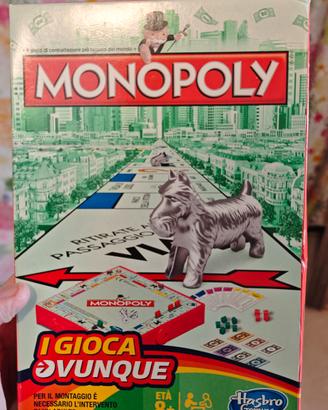 Il gioco di contrattazione più famoso del mondo
MONOPOLY
RITIRATE
PASSAGGIO
VIA
MONOPOLY
I GIOCA
OVUNQUE
PER IL MONTAGGIO È
NECESSARIO L'INTERVENTO
ETÀ
8+
Hasbro